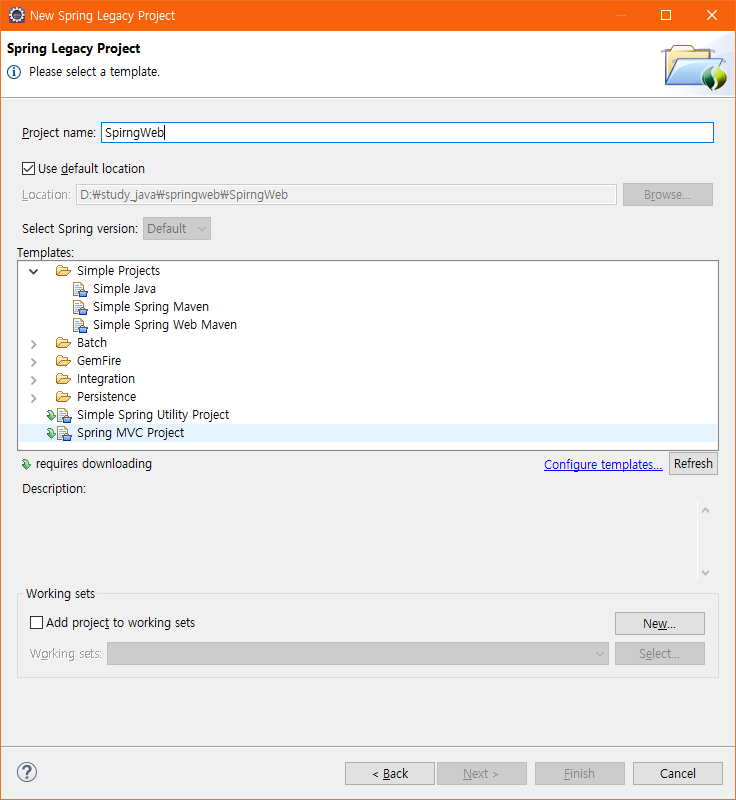 New Spring Legacy Project
Spring Legacy Project
Please select a template.
Project name: SpirngWeb
Use default location
Location: D:₩study_java₩springweb₩SpirngWeb Browse...
Select Spring version: Default
Templates:
Simple Projects
Simple Java
Simple Spring Maven
Simple Spring Web Maven
Batch
GemFire
Integration
Persistence
Simple Spring Utility Project
Spring MVC Project
requires downloading Configure templates... Refresh
Description:
Working sets
Add project to working sets New...
Working sets: Select...
? < Back Next > Finish Cancel